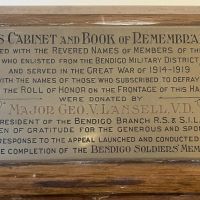 S CABINET AND BOOK OF REMEMBRA
ED WITH THE REVERED NAMES OF MEMBERS OF TH
WHO ENLISTED FROM THE BENDIGO MILITARY DISTRICT
AND SERVED IN THE GREAT WAR OF 1914-1919
WITH THE NAMES OF THOSE WHO SUBSCRIBED TO DEFRAY
THE ROLL OF HONOR ON THE FRONTAGE OF THIS HA
WERE DONATED BY
MAJOR GEO. V. LANSELL, V.D.
RESIDENT OF THE BENDIGO BRANCH R.S. & S.I.L.
EN OF GRATITUDE FOR THE GENEROUS AND SPO
RESPONSE TO THE APPEAL LAUNCHED AND CONDUCTED
THE COMPLETION OF THE BENDIGO SOLDIERS' MEM